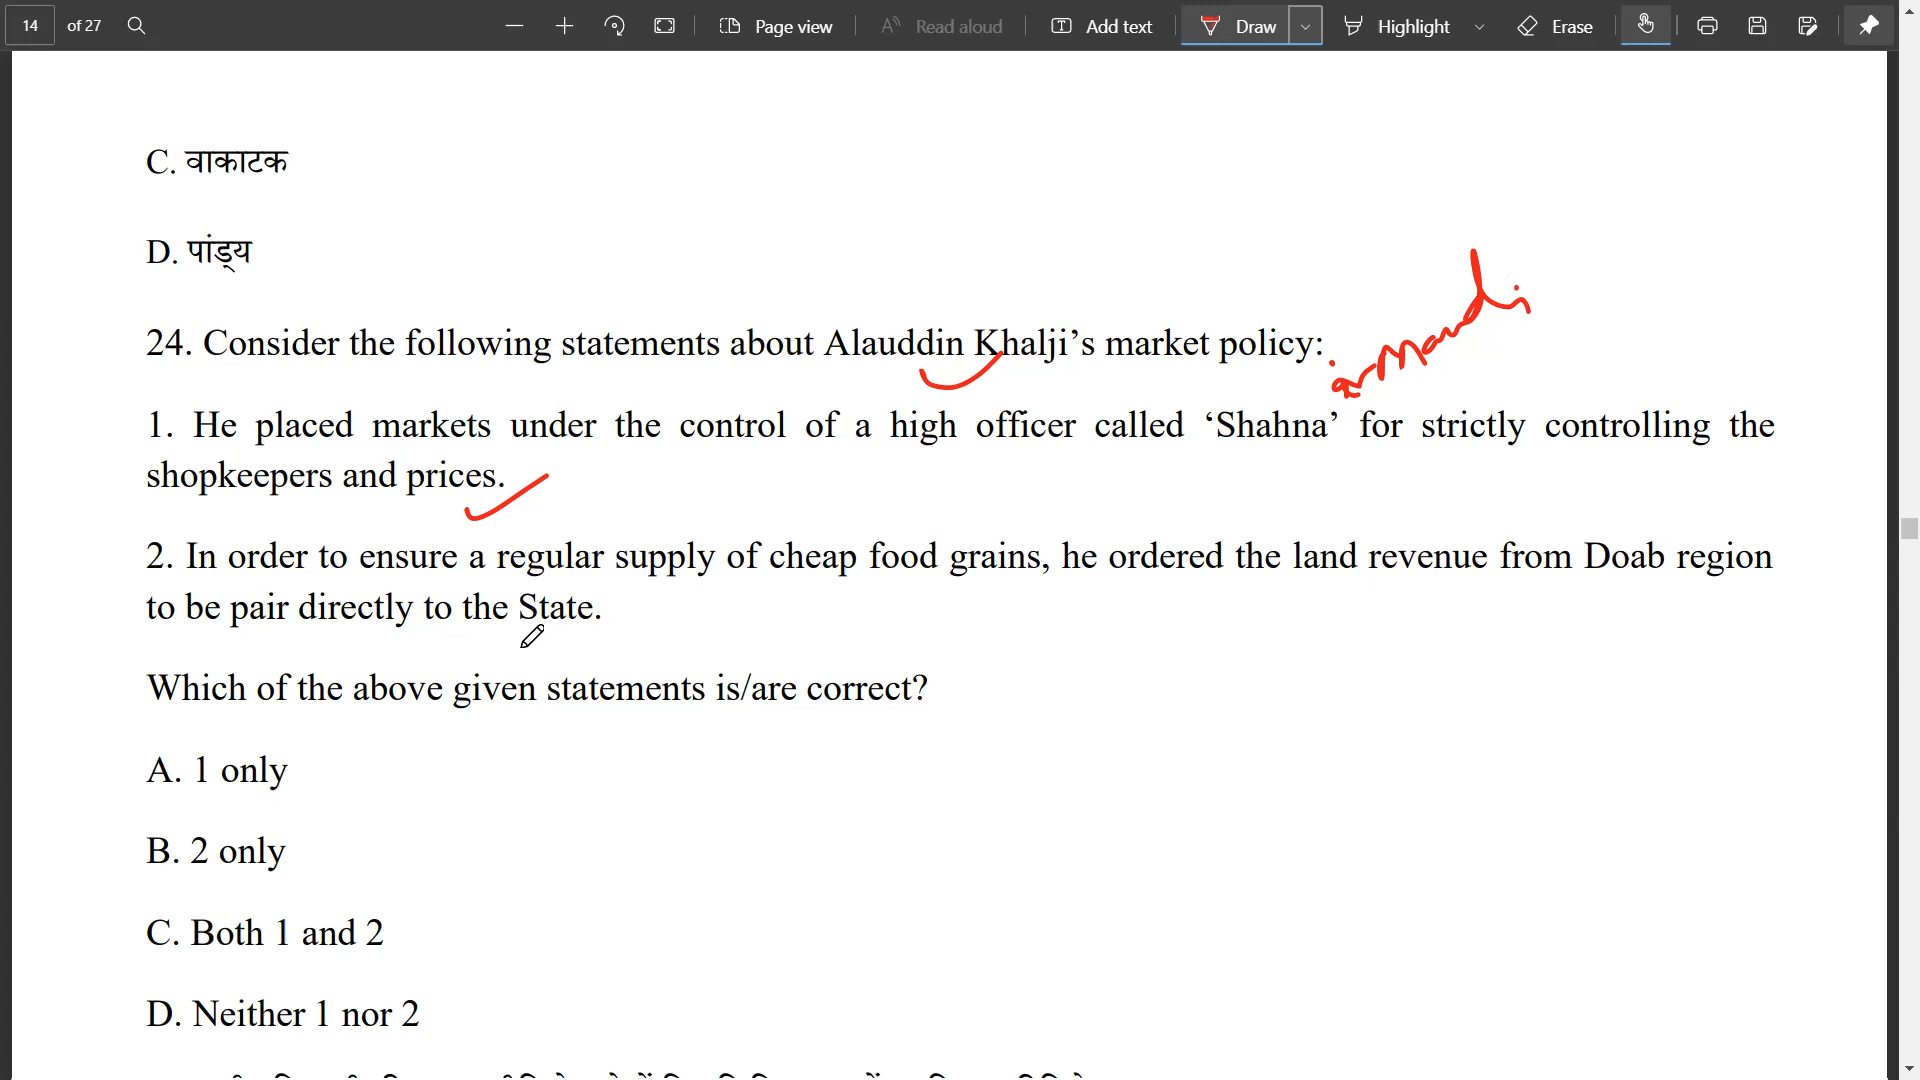 14 of 27 Page view Read aloud Add text Draw Highlight Erase
C. वाकाटक
D. पांड्य
24. Consider the following statements about Alauddin Khalji’s market policy:
1. He placed markets under the control of a high officer called ‘Shahna’ for strictly controlling the
shopkeepers and prices.
2. In order to ensure a regular supply of cheap food grains, he ordered the land revenue from Doab region
to be pair directly to the State.
Which of the above given statements is/are correct?
A. 1 only
B. 2 only
C. Both 1 and 2
D. Neither 1 nor 2